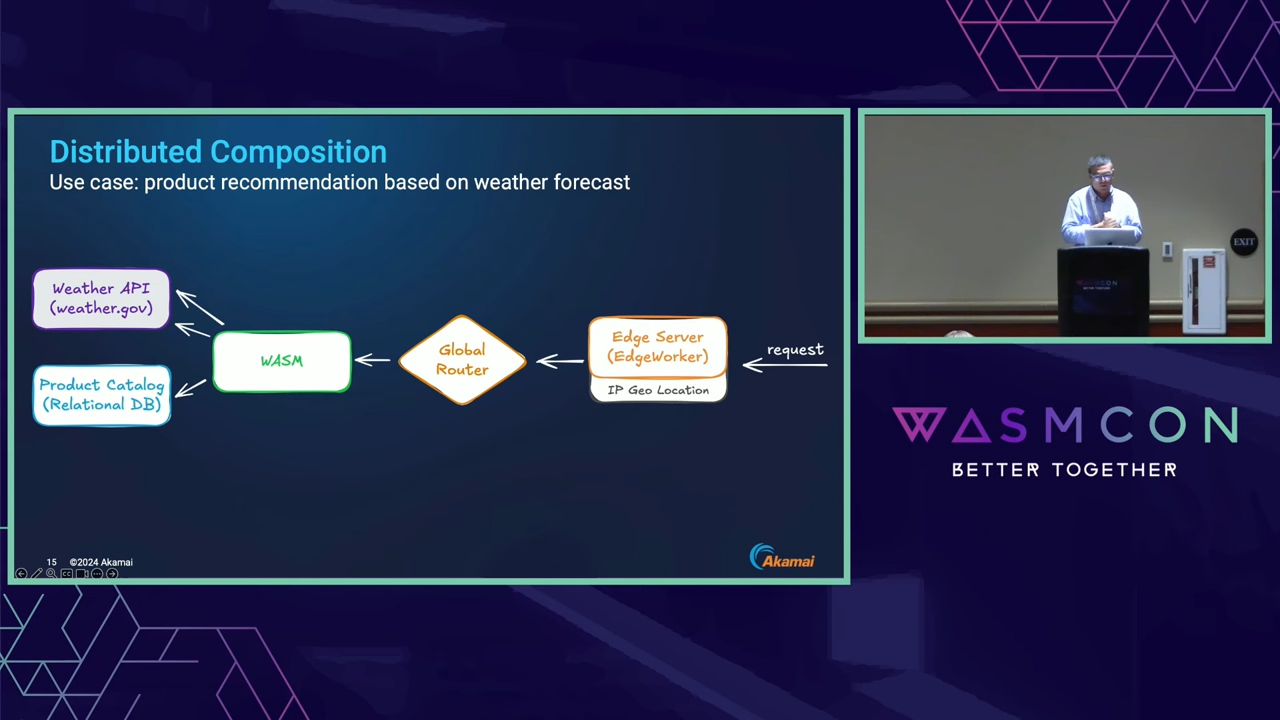 Distributed Composition
Use case: product recommendation based on weather forecast
Weather API
(weather.gov)
Product Catalog
(Relational DB)
WASM
Global
Router
Edge Server
(EdgeWorker)
IP Geo Location
request
15 ©2024 Akamai
Akamai
EXIT
WASMCON
BETTER TOGETHER